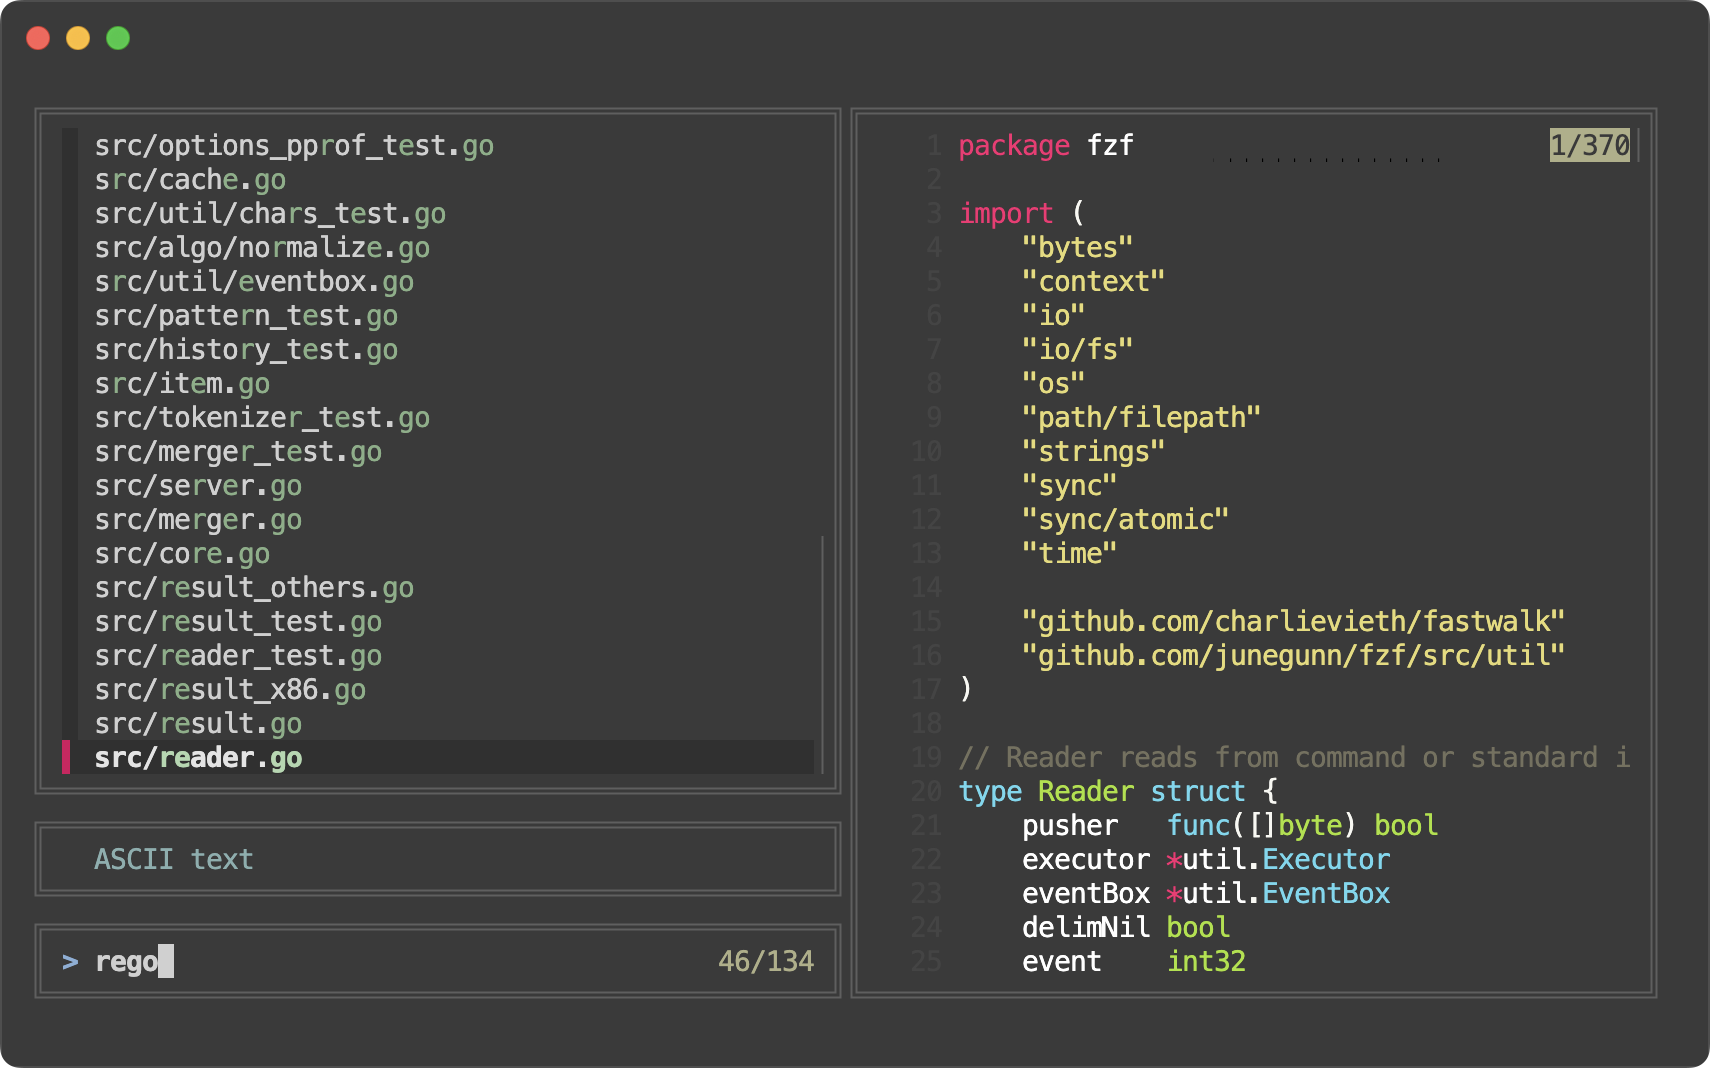 src/options_pprof_test.go
src/cache.go
src/util/chars_test.go
src/algo/normalize.go
src/util/eventbox.go
src/pattern_test.go
src/history_test.go
src/item.go
src/tokenizer_test.go
src/merger_test.go
src/server.go
src/merger.go
src/core.go
src/result_others.go
src/result_test.go
src/reader_test.go
src/result_x86.go
src/result.go
src/reader.go
ASCII text
> rego 46/134
1 package fzf 1/370
2
3 import (
4 "bytes"
5 "context"
6 "io"
7 "io/fs"
8 "os"
9 "path/filepath"
10 "strings"
11 "sync"
12 "sync/atomic"
13 "time"
14
15 "github.com/charlievieth/fastwalk"
16 "github.com/junegunn/fzf/src/util"
17 )
18
19 // Reader reads from command or standard i
20 type Reader struct {
21 pusher func([]byte) bool
22 executor *util.Executor
23 eventBox *util.EventBox
24 delimNil bool
25 event int32